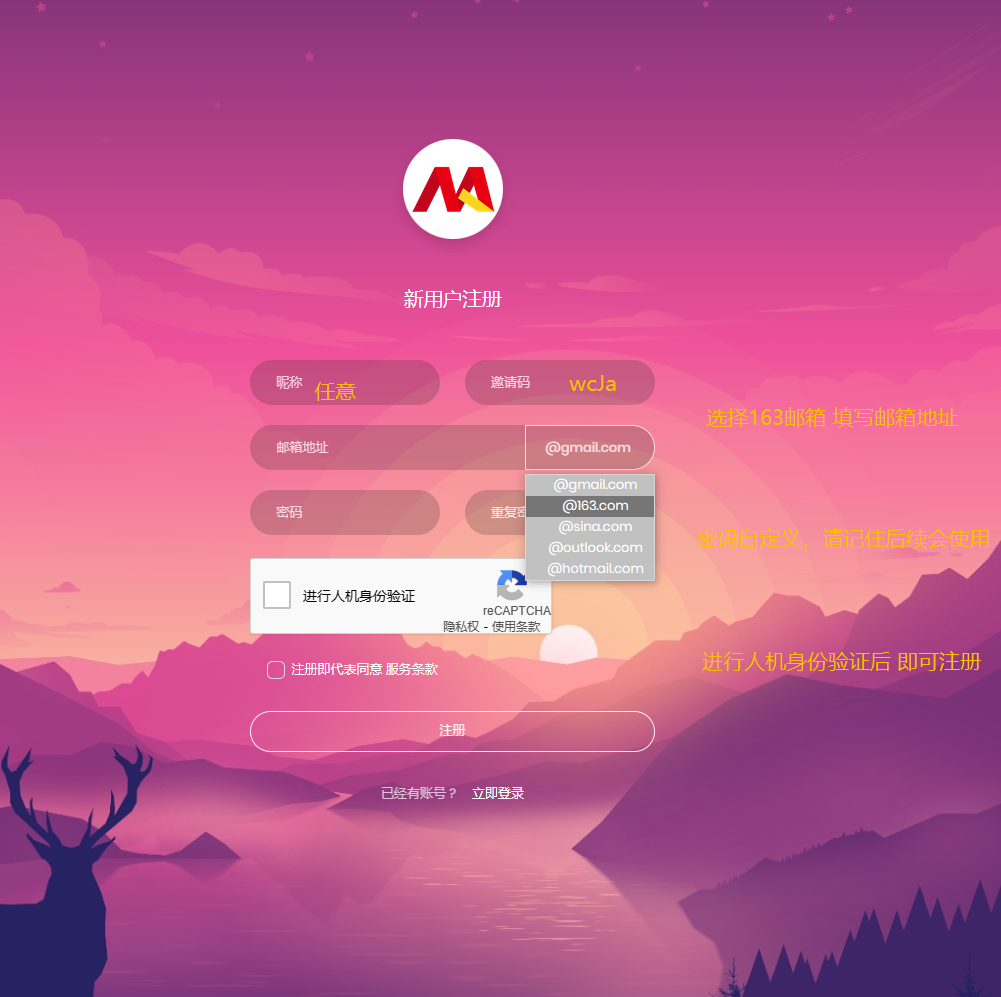 新用户注册
昵称 任意 邀请码 wcJa
选择163邮箱 填写邮箱地址
邮箱地址 @gmail.com
@gmail.com
@163.com
@sina.com
@outlook.com
@hotmail.com
密码 重复密
密码自定义，请记住后续会使用
进行人机身份验证
reCAPTCHA
隐私权 - 使用条款
注册即代表同意 服务条款
进行人机身份验证后 即可注册
注册
已经有账号？ 立即登录